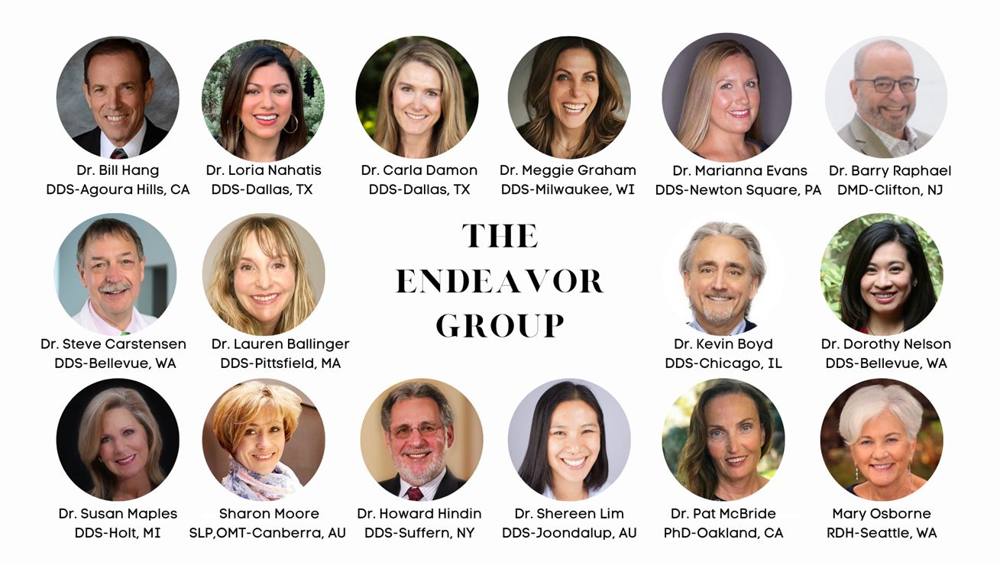 Dr. Bill Hang
DDS-Agoura Hills, CA
Dr. Loria Nahatis
DDS-Dallas, TX
Dr. Carla Damon
DDS-Dallas, TX
Dr. Meggie Graham
DDS-Milwaukee, WI
Dr. Marianna Evans
DDS-Newton Square, PA
Dr. Barry Raphael
DMD-Clifton, NJ
THE
ENDEAVOR
GROUP
Dr. Steve Carstensen
DDS-Bellevue, WA
Dr. Lauren Ballinger
DDS-Pittsfield, MA
Dr. Kevin Boyd
DDS-Chicago, IL
Dr. Dorothy Nelson
DDS-Bellevue, WA
Dr. Susan Maples
DDS-Holt, MI
Sharon Moore
SLP,OMT-Canberra, AU
Dr. Howard Hindin
DDS-Suffern, NY
Dr. Shereen Lim
DDS-Joondalup, AU
Dr. Pat McBride
PhD-Oakland, CA
Mary Osborne
RDH-Seattle, WA